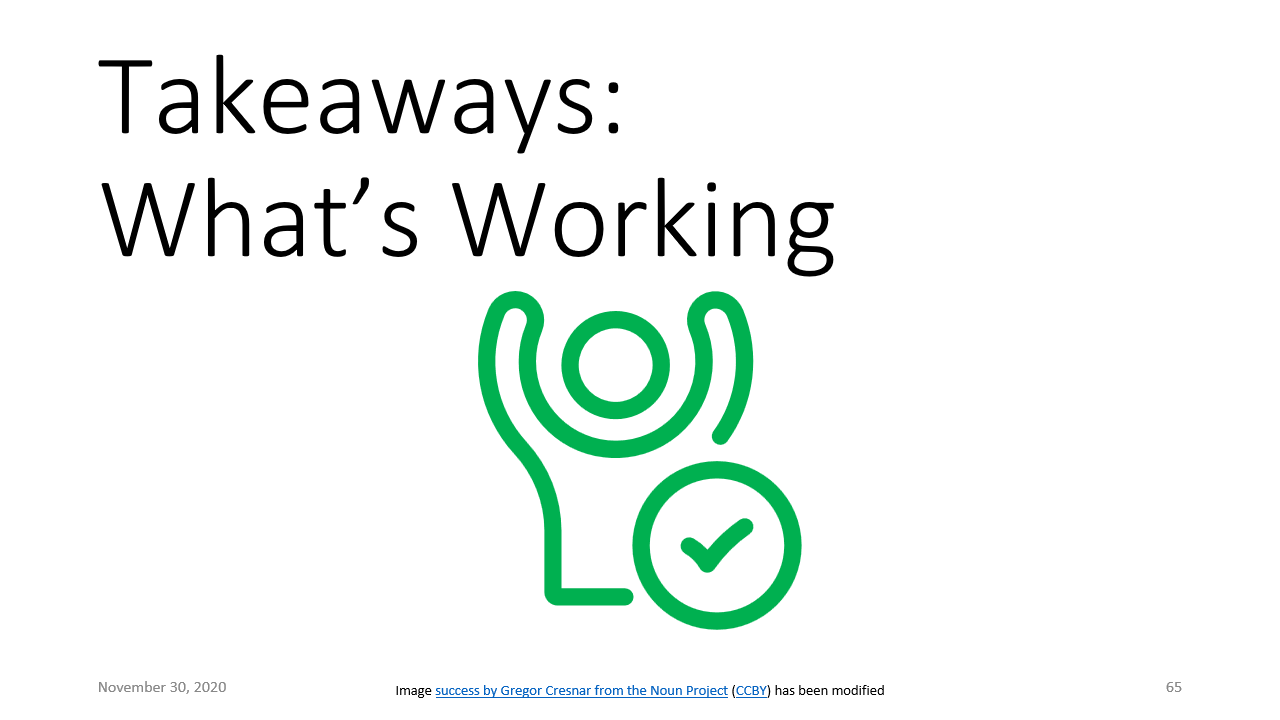 Takeaways:
What’s Working
November 30, 2020
Image success by Gregor Cresnar from the Noun Project (CCBY) has been modified
65